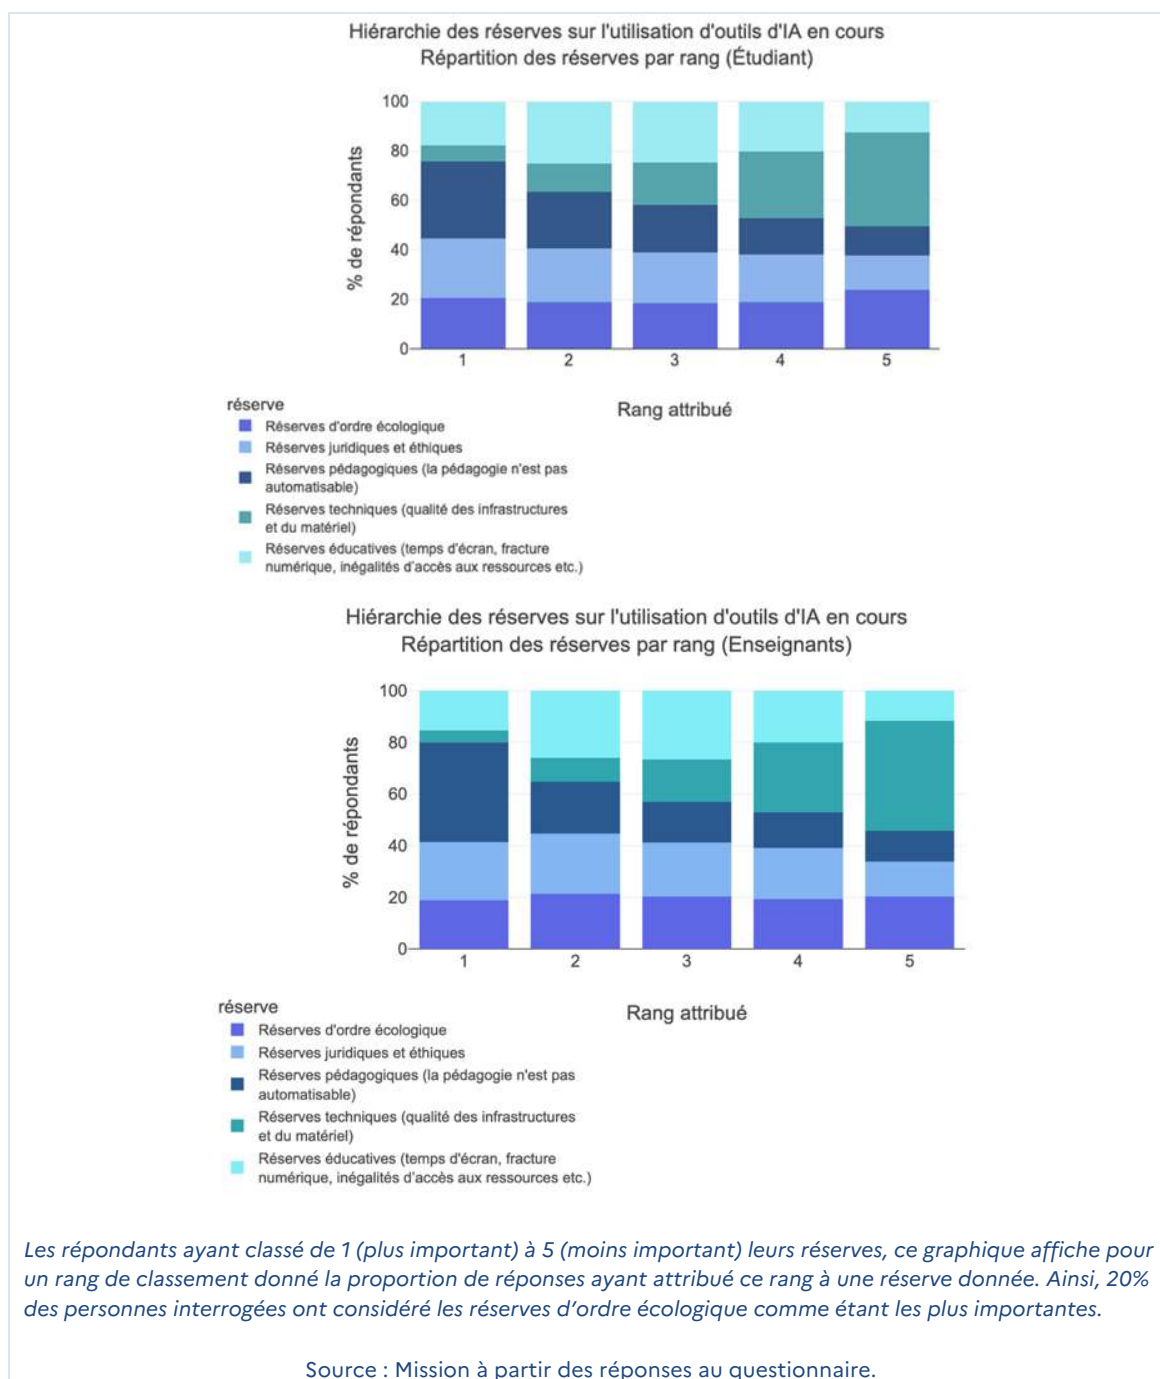 Hiérarchie des réserves sur l'utilisation d'outils d'IA en cours
Répartition des réserves par rang (Étudiant)
100
80
60
40
20
0
% de répondants
1 2 3 4 5
Rang attribué
réserve
Réserves d'ordre écologique
Réserves juridiques et éthiques
Réserves pédagogiques (la pédagogie n'est pas
automatisable)
Réserves techniques (qualité des infrastructures
et du matériel)
Réserves éducatives (temps d'écran, fracture
numérique, inégalités d'accès aux ressources etc.)
Hiérarchie des réserves sur l'utilisation d'outils d'IA en cours
Répartition des réserves par rang (Enseignants)
100
80
60
40
20
0
% de répondants
1 2 3 4 5
Rang attribué
réserve
Réserves d'ordre écologique
Réserves juridiques et éthiques
Réserves pédagogiques (la pédagogie n'est pas
automatisable)
Réserves techniques (qualité des infrastructures
et du matériel)
Réserves éducatives (temps d'écran, fracture
numérique, inégalités d'accès aux ressources etc.)
Les répondants ayant classé de 1 (plus important) à 5 (moins important) leurs réserves, ce graphique affiche pour
un rang de classement donné la proportion de réponses ayant attribué ce rang à une réserve donnée. Ainsi, 20%
des personnes interrogées ont considéré les réserves d'ordre écologique comme étant les plus importantes.
Source : Mission à partir des réponses au questionnaire.